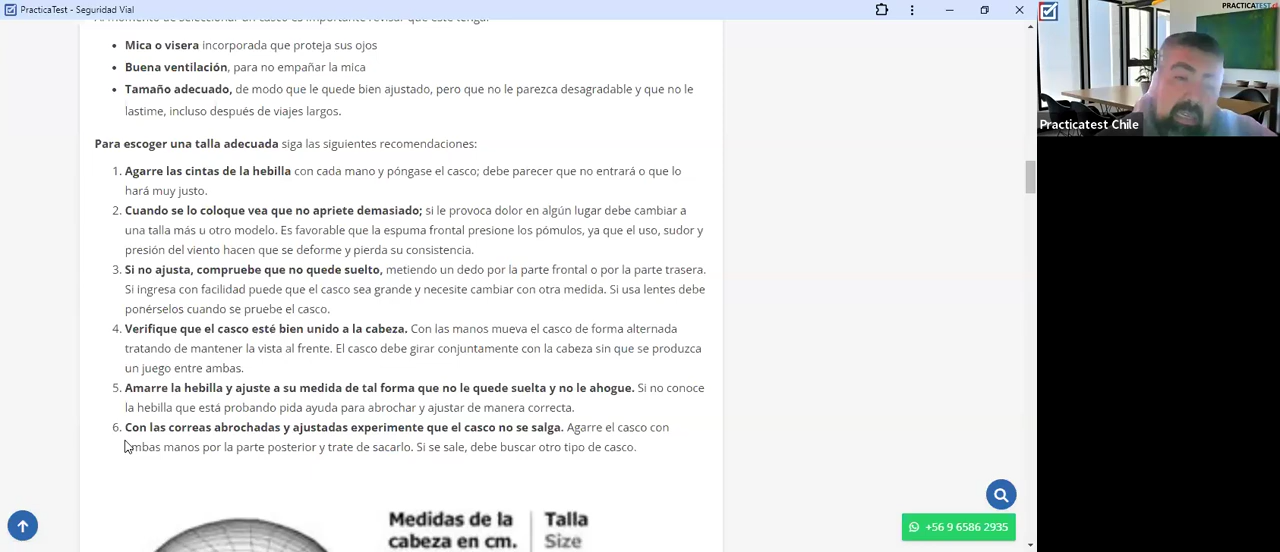 PracticaTest - Seguridad Vial
Al momento de seleccionar un casco es importante revisar que este tenga:
Mica o visera incorporada que proteja sus ojos
Buena ventilación, para no empañar la mica
Tamaño adecuado, de modo que le quede bien ajustado, pero que no le parezca desagradable y que no le
lastime, incluso después de viajes largos.
Para escoger una talla adecuada siga las siguientes recomendaciones:
1. Agarre las cintas de la hebilla con cada mano y póngase el casco; debe parecer que no entrará o que lo
hará muy justo.
2. Cuando se lo coloque vea que no apriete demasiado; si le provoca dolor en algún lugar debe cambiar a
una talla más u otro modelo. Es favorable que la espuma frontal presione los pómulos, ya que el uso, sudor y
presión del viento hacen que se deforme y pierda su consistencia.
3. Si no ajusta, compruebe que no quede suelto, metiendo un dedo por la parte frontal o por la parte trasera.
Si ingresa con facilidad puede que el casco sea grande y necesite cambiar con otra medida. Si usa lentes debe
ponérselos cuando se pruebe el casco.
4. Verifique que el casco esté bien unido a la cabeza. Con las manos mueva el casco de forma alternada
tratando de mantener la vista al frente. El casco debe girar conjuntamente con la cabeza sin que se produzca
un juego entre ambas.
5. Amarre la hebilla y ajuste a su medida de tal forma que no le quede suelta y no le ahogue. Si no conoce
la hebilla que está probando pida ayuda para abrochar y ajustar de manera correcta.
6. Con las correas abrochadas y ajustadas experimente que el casco no se salga. Agarre el casco con
ambas manos por la parte posterior y trate de sacarlo. Si se sale, debe buscar otro tipo de casco.
Medidas de la
cabeza en cm.
Talla
Size
+56 9 6586 2935
PRACTICATEST.cl
Practicatest Chile